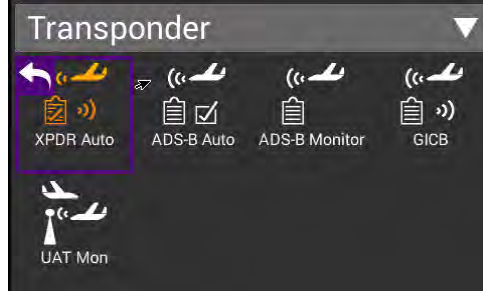 Transponder
XPDR Auto
ADS-B Auto
ADS-B Monitor
GICB
UAT Mon